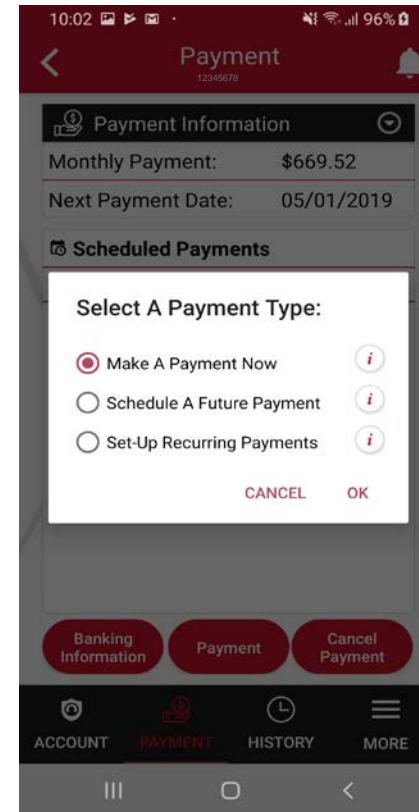 10:02 96%
Payment
12345678
Payment Information
Monthly Payment: $669.52
Next Payment Date: 05/01/2019
Scheduled Payments
Select A Payment Type:
Make A Payment Now i
Schedule A Future Payment i
Set-Up Recurring Payments i
CANCEL OK
Banking
Information
Payment
Cancel
Payment
ACCOUNT PAYMENT HISTORY MORE